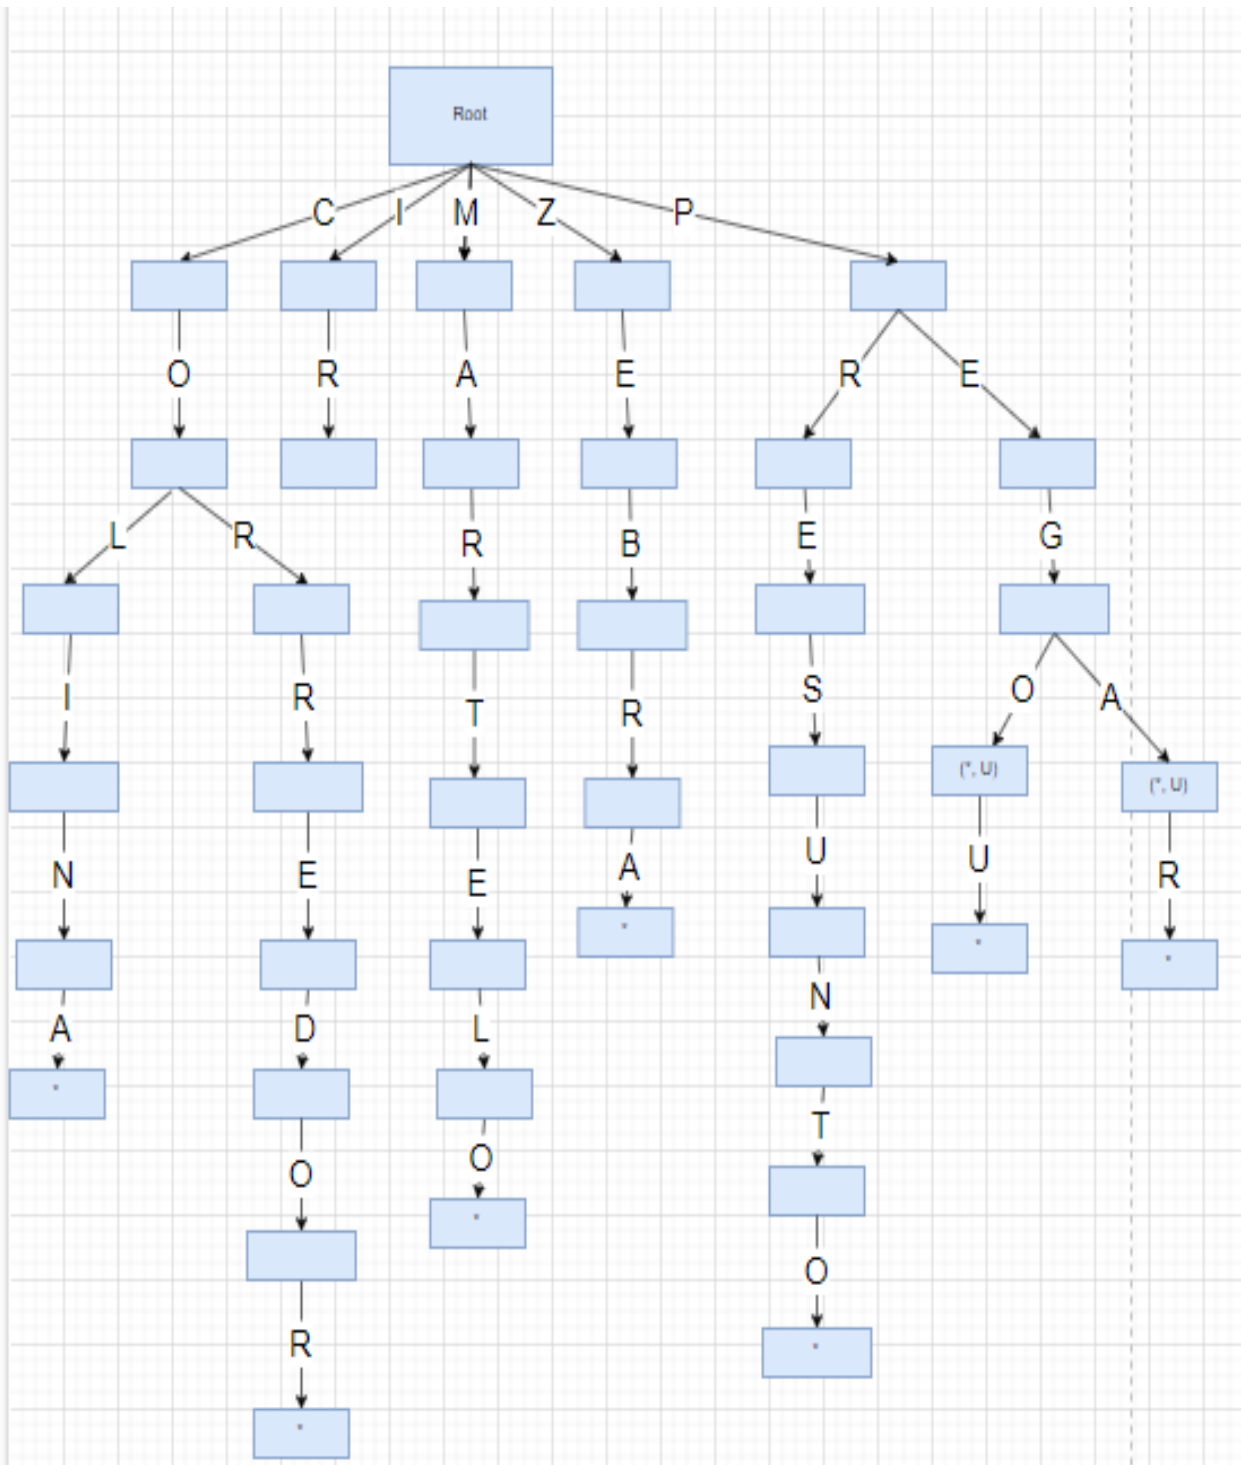 Root
C I M Z P
O R A E R E
L R R B E G
I R T R S O A
(*, U) (*, U)
N E E A U U R
*
* *
A D L N
* T
O O
* O
R *
*